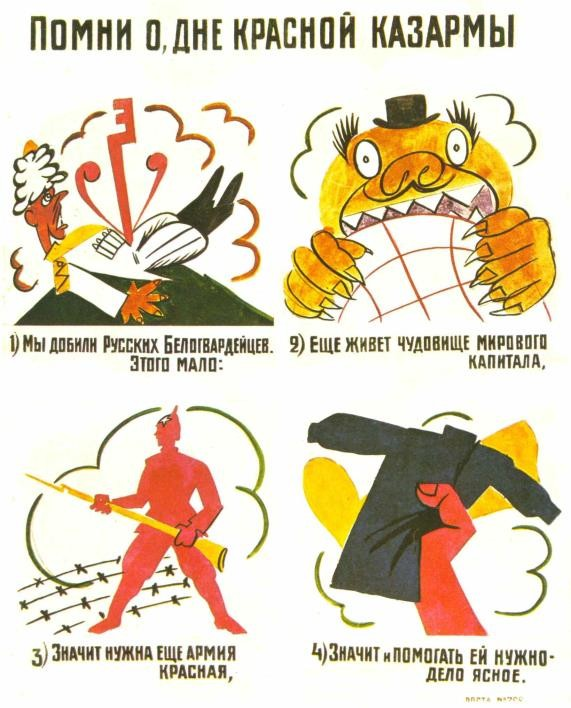 ПОМНИ О, ДНЕ КРАСНОЙ КАЗАРМЫ
1) МЫ ДОБИЛИ РУССКИХ БЕЛОГВАРДЕЙЦЕВ.
ЭТОГО МАЛО:
2) ЕЩЕ ЖИВЕТ ЧУДОВИЩЕ МИРОВОГО
КАПИТАЛА,
3) ЗНАЧИТ НУЖНА ЕЩЕ АРМИЯ
КРАСНАЯ,
4) ЗНАЧИТ И ПОМОГАТЬ ЕЙ НУЖНО-
ДЕЛО ЯСНОЕ.